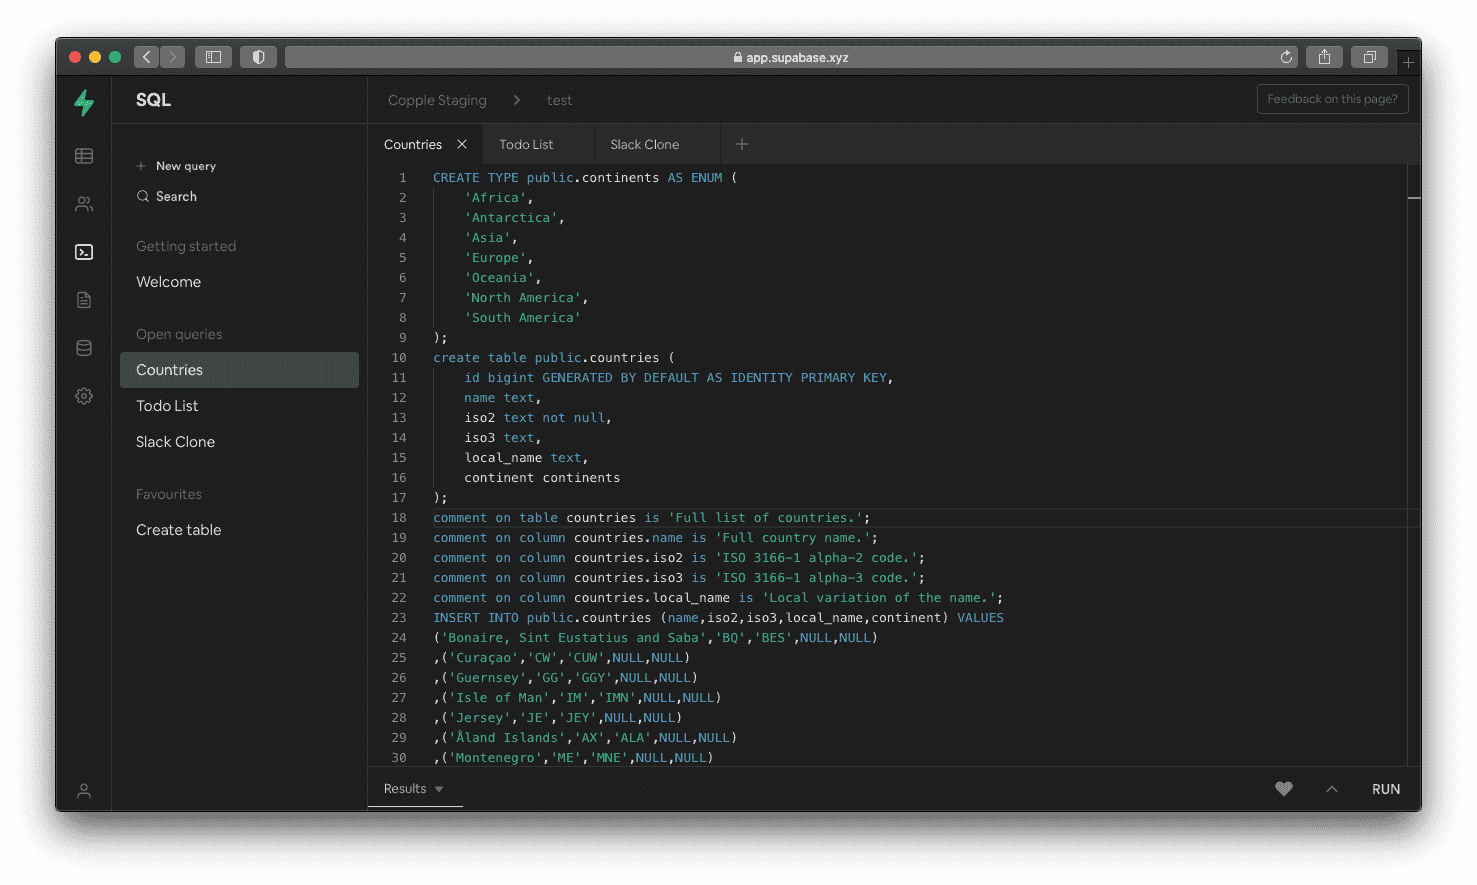 app.supabase.xyz
SQL
Copple Staging > test
Feedback on this page?
+ New query
Search
Getting started
Welcome
Open queries
Countries
Todo List
Slack Clone
Favourites
Create table
Countries Todo List Slack Clone
1 CREATE TYPE public.continents AS ENUM (
2 'Africa',
3 'Antarctica',
4 'Asia',
5 'Europe',
6 'Oceania',
7 'North America',
8 'South America'
9 );
10 create table public.countries (
11 id bigint GENERATED BY DEFAULT AS IDENTITY PRIMARY KEY,
12 name text,
13 iso2 text not null,
14 iso3 text,
15 local_name text,
16 continent continents
17 );
18 comment on table countries is 'Full list of countries.';
19 comment on column countries.name is 'Full country name.';
20 comment on column countries.iso2 is 'ISO 3166-1 alpha-2 code.';
21 comment on column countries.iso3 is 'ISO 3166-1 alpha-3 code.';
22 comment on column countries.local_name is 'Local variation of the name.';
23 INSERT INTO public.countries (name,iso2,iso3,local_name,continent) VALUES
24 ('Bonaire, Sint Eustatius and Saba','BQ','BES',NULL,NULL)
25 ,('Curaçao','CW','CUW',NULL,NULL)
26 ,('Guernsey','GG','GGY',NULL,NULL)
27 ,('Isle of Man','IM','IMN',NULL,NULL)
28 ,('Jersey','JE','JEY',NULL,NULL)
29 ,('Åland Islands','AX','ALA',NULL,NULL)
30 ,('Montenegro','ME','MNE',NULL,NULL)
Results
RUN